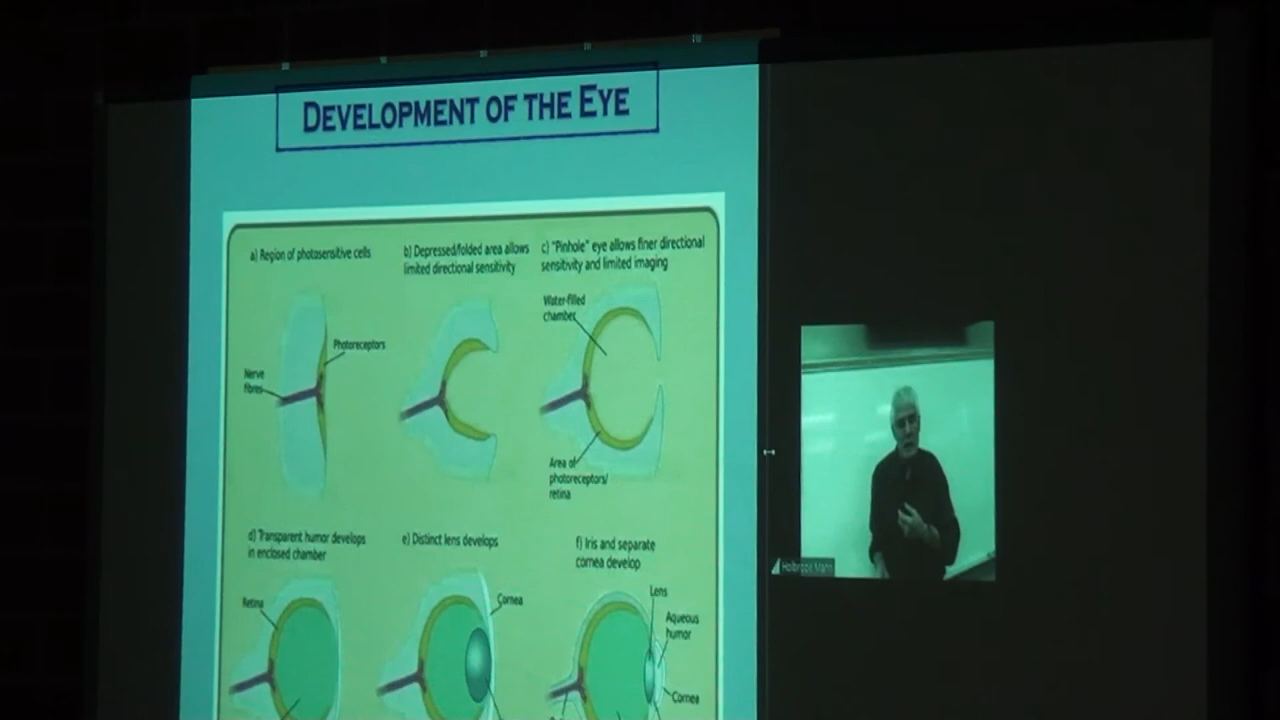 DEVELOPMENT OF THE EYE
a) Region of photosensitive cells
b) Depressed/folded area allows
limited directional sensitivity
c) "Pinhole" eye allows finer directional
sensitivity and limited imaging
Water-filled
chamber
Photoreceptors
Nerve
fibres
Area of
photoreceptors/
retina
d) Transparent humor develops
in enclosed chamber
e) Distinct lens develops
f) Iris and separate
cornea develop
Retina
Cornea
Lens
Aqueous
humor
Cornea
Holbrook Mahn